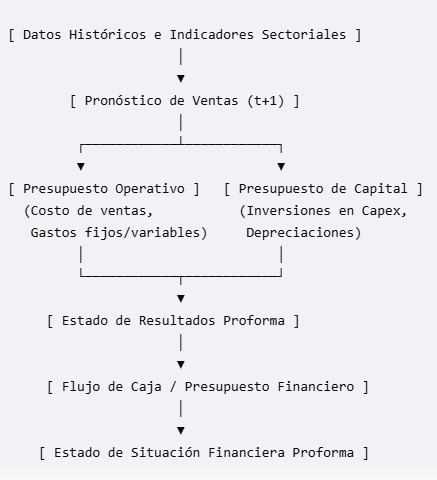 [ Datos Históricos e Indicadores Sectoriales ]
[ Pronóstico de Ventas (t+1) ]
[ Presupuesto Operativo ] [ Presupuesto de Capital ]
(Costo de ventas, (Inversiones en Capex,
Gastos fijos/variables) Depreciaciones)
[ Estado de Resultados Proforma ]
[ Flujo de Caja / Presupuesto Financiero ]
[ Estado de Situación Financiera Proforma ]